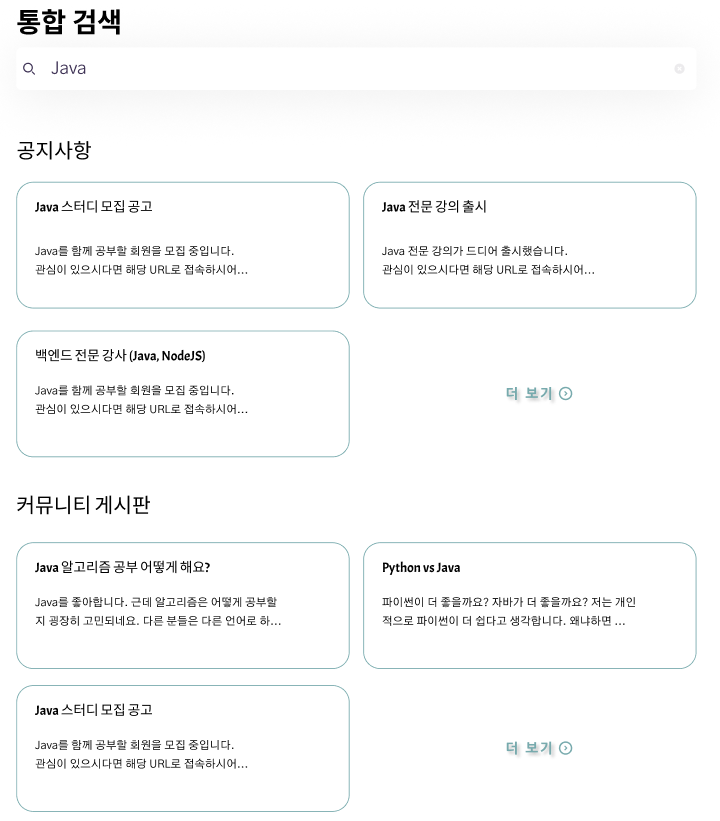 통합 검색
Java
공지사항
Java 스터디 모집 공고
Java를 함께 공부할 회원을 모집 중입니다.
관심이 있으시다면 해당 URL로 접속하시어...
Java 전문 강의 출시
Java 전문 강의가 드디어 출시했습니다.
관심이 있으시다면 해당 URL로 접속하시어...
백엔드 전문 강사 (Java, NodeJS)
Java를 함께 공부할 회원을 모집 중입니다.
관심이 있으시다면 해당 URL로 접속하시어...
더 보기
커뮤니티 게시판
Java 알고리즘 공부 어떻게 해요?
Java를 좋아합니다. 근데 알고리즘은 어떻게 공부할
지 굉장히 고민되네요. 다른 분들은 다른 언어로 하...
Python vs Java
파이썬이 더 좋을까요? 자바가 더 좋을까요? 저는 개인
적으로 파이썬이 더 쉽다고 생각합니다. 왜냐하면 ...
Java 스터디 모집 공고
Java를 함께 공부할 회원을 모집 중입니다.
관심이 있으시다면 해당 URL로 접속하시어...
더 보기